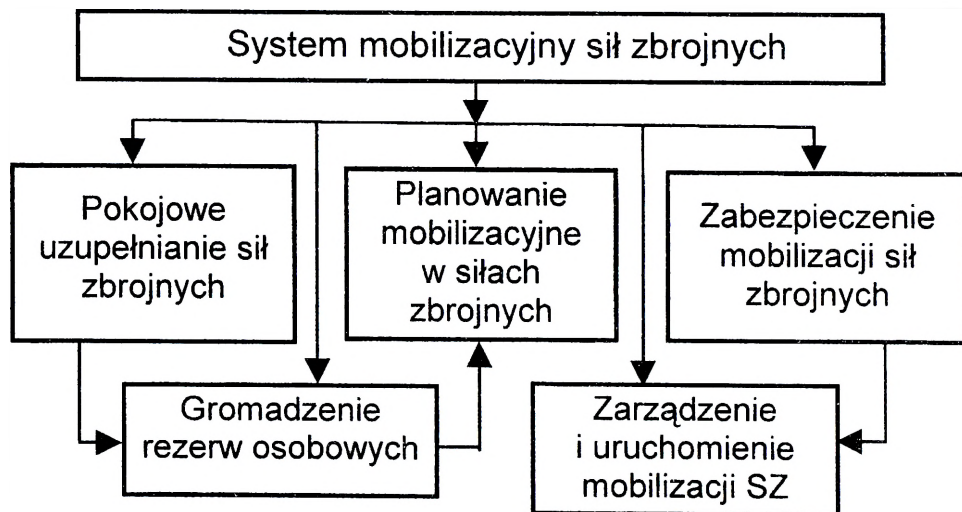 System mobilizacyjny sił zbrojnych
Pokojowe
uzupełnianie sił
zbrojnych
Planowanie
mobilizacyjne
w siłach
zbrojnych
Zabezpieczenie
mobilizacji sił
zbrojnych
Gromadzenie
rezerw osobowych
Zarządzenie
i uruchomienie
mobilizacji SZ